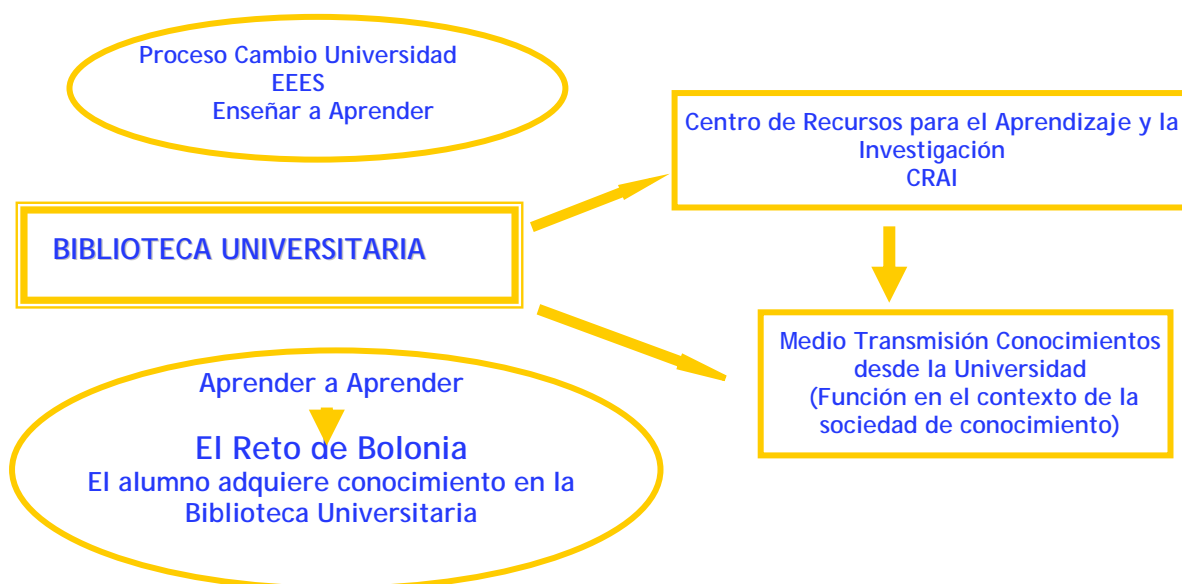 Proceso Cambio Universidad
EEES
Enseñar a Aprender
Centro de Recursos para el Aprendizaje y la
Investigación
CRAI
BIBLIOTECA UNIVERSITARIA
Medio Transmisión Conocimientos
desde la Universidad
(Función en el contexto de la
sociedad de conocimiento)
Aprender a Aprender
El Reto de Bolonia
El alumno adquiere conocimiento en la
Biblioteca Universitaria